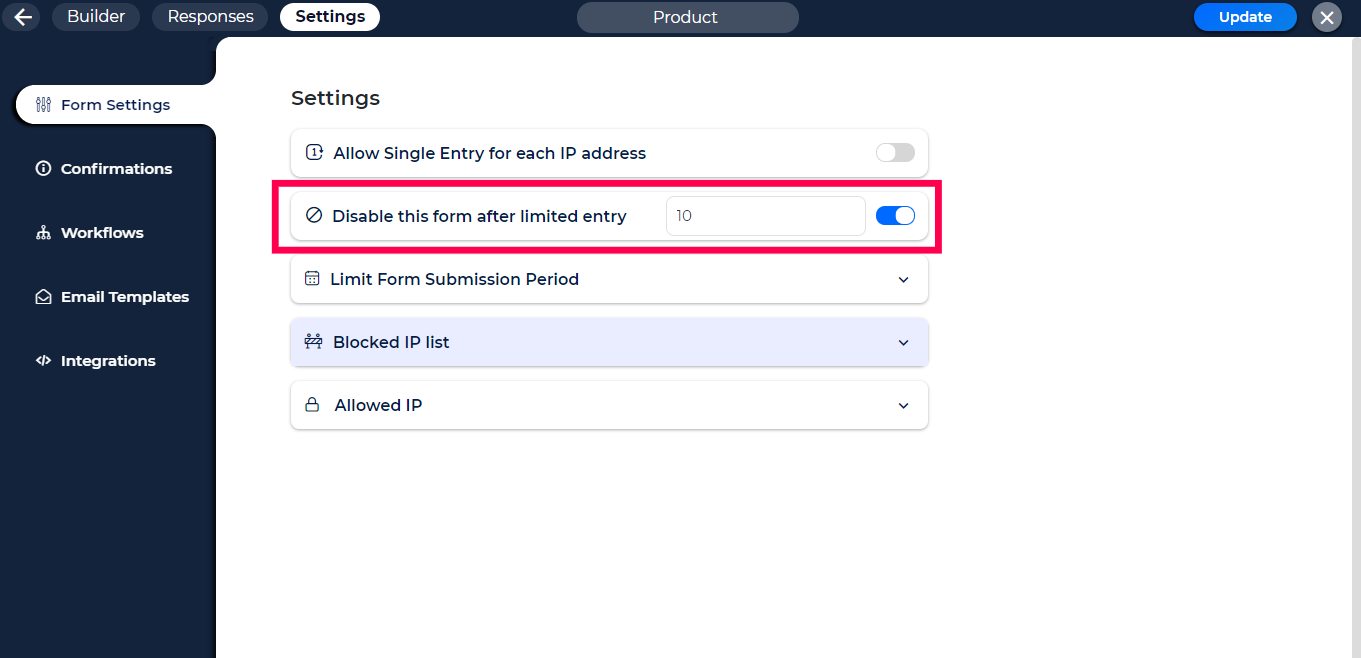 Builder Responses Settings Product Update
Form Settings
Confirmations
Workflows
Email Templates
Integrations
Settings
1 Allow Single Entry for each IP address
Disable this form after limited entry 10
Limit Form Submission Period
Blocked IP list
Allowed IP